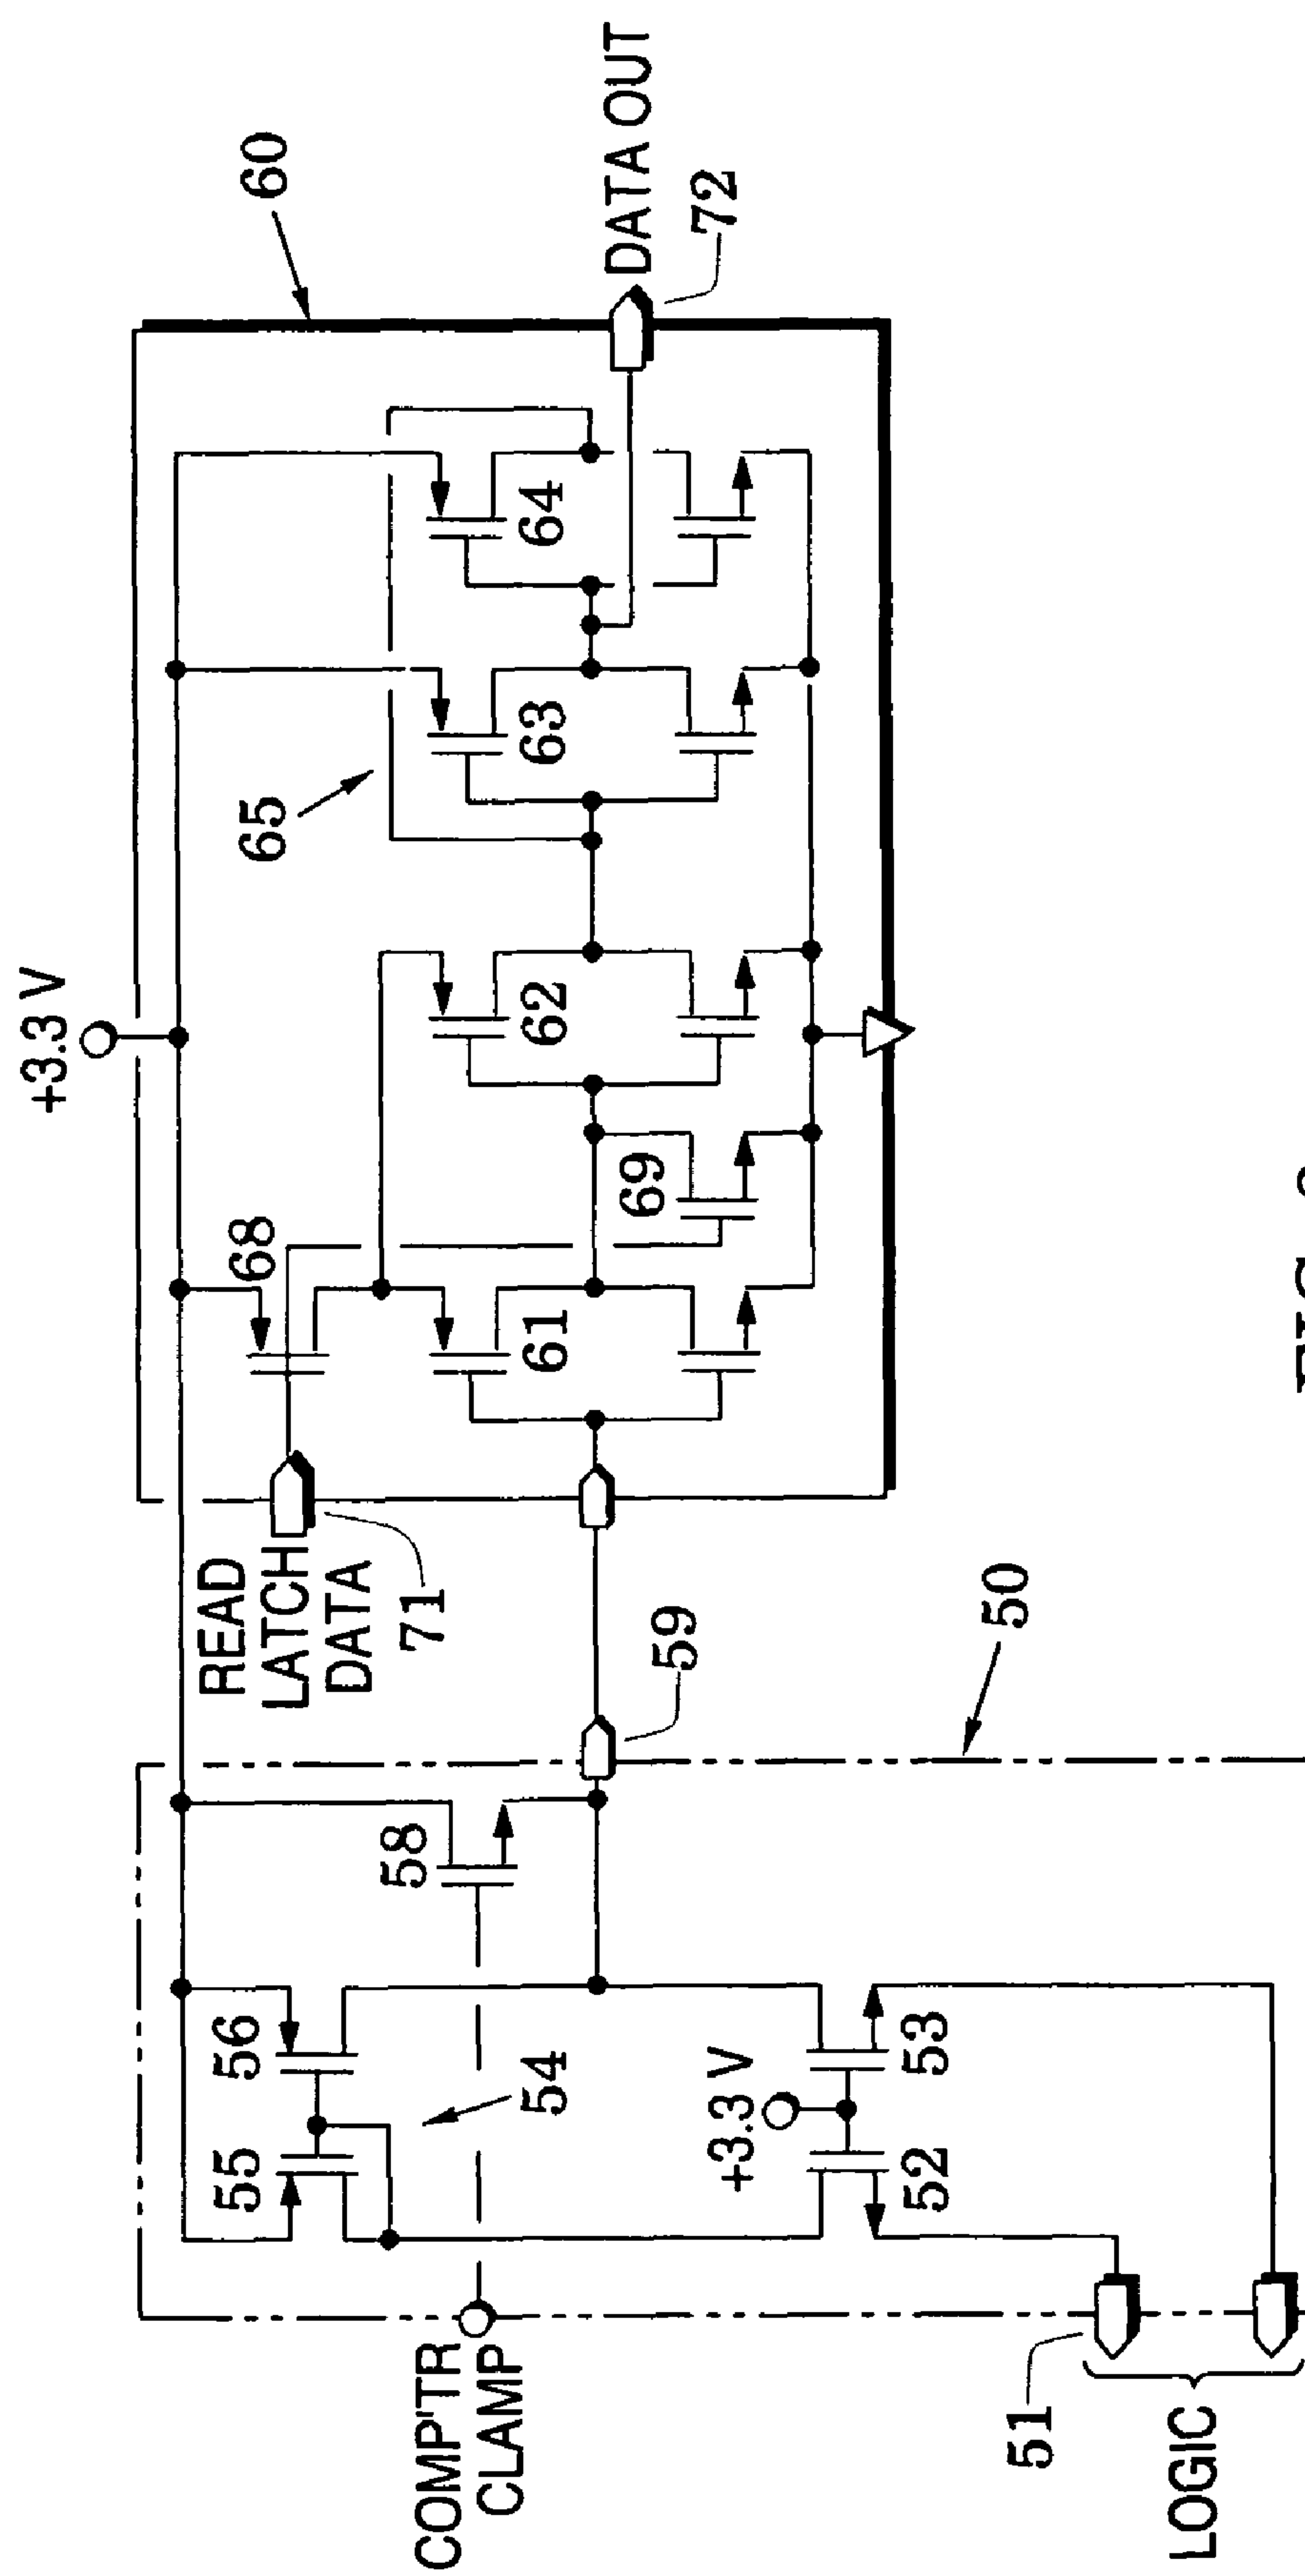 +3.3 V
60
DATA OUT
72
65
64
63
62
61
68
69
READ
LATCH
DATA
71
59
50
58
56
55
54
+3.3 V
53
52
COMP'TR
CLAMP
51
LOGIC